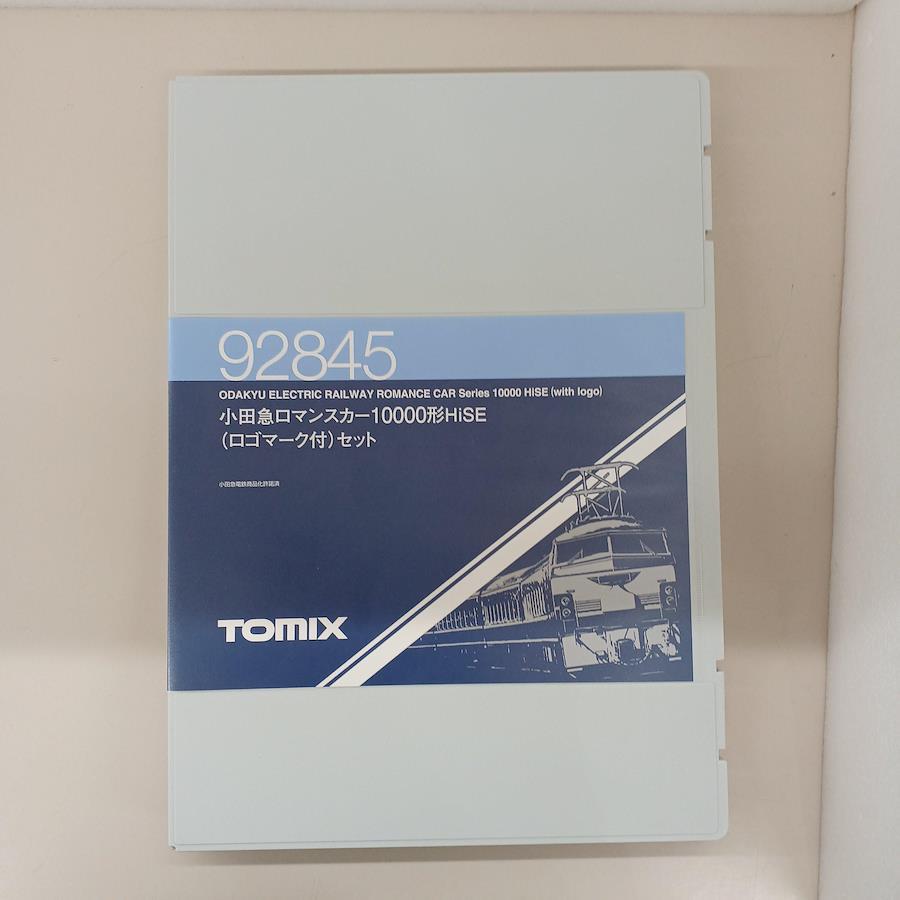 92845
ODAKYU ELECTRIC RAILWAY ROMANCE CAR Series 10000 HISE (with logo)
小田急ロマンスカー10000形HiSE
(ロゴマーク付)セット
小田急電鉄商品化許諾済
TOMIX